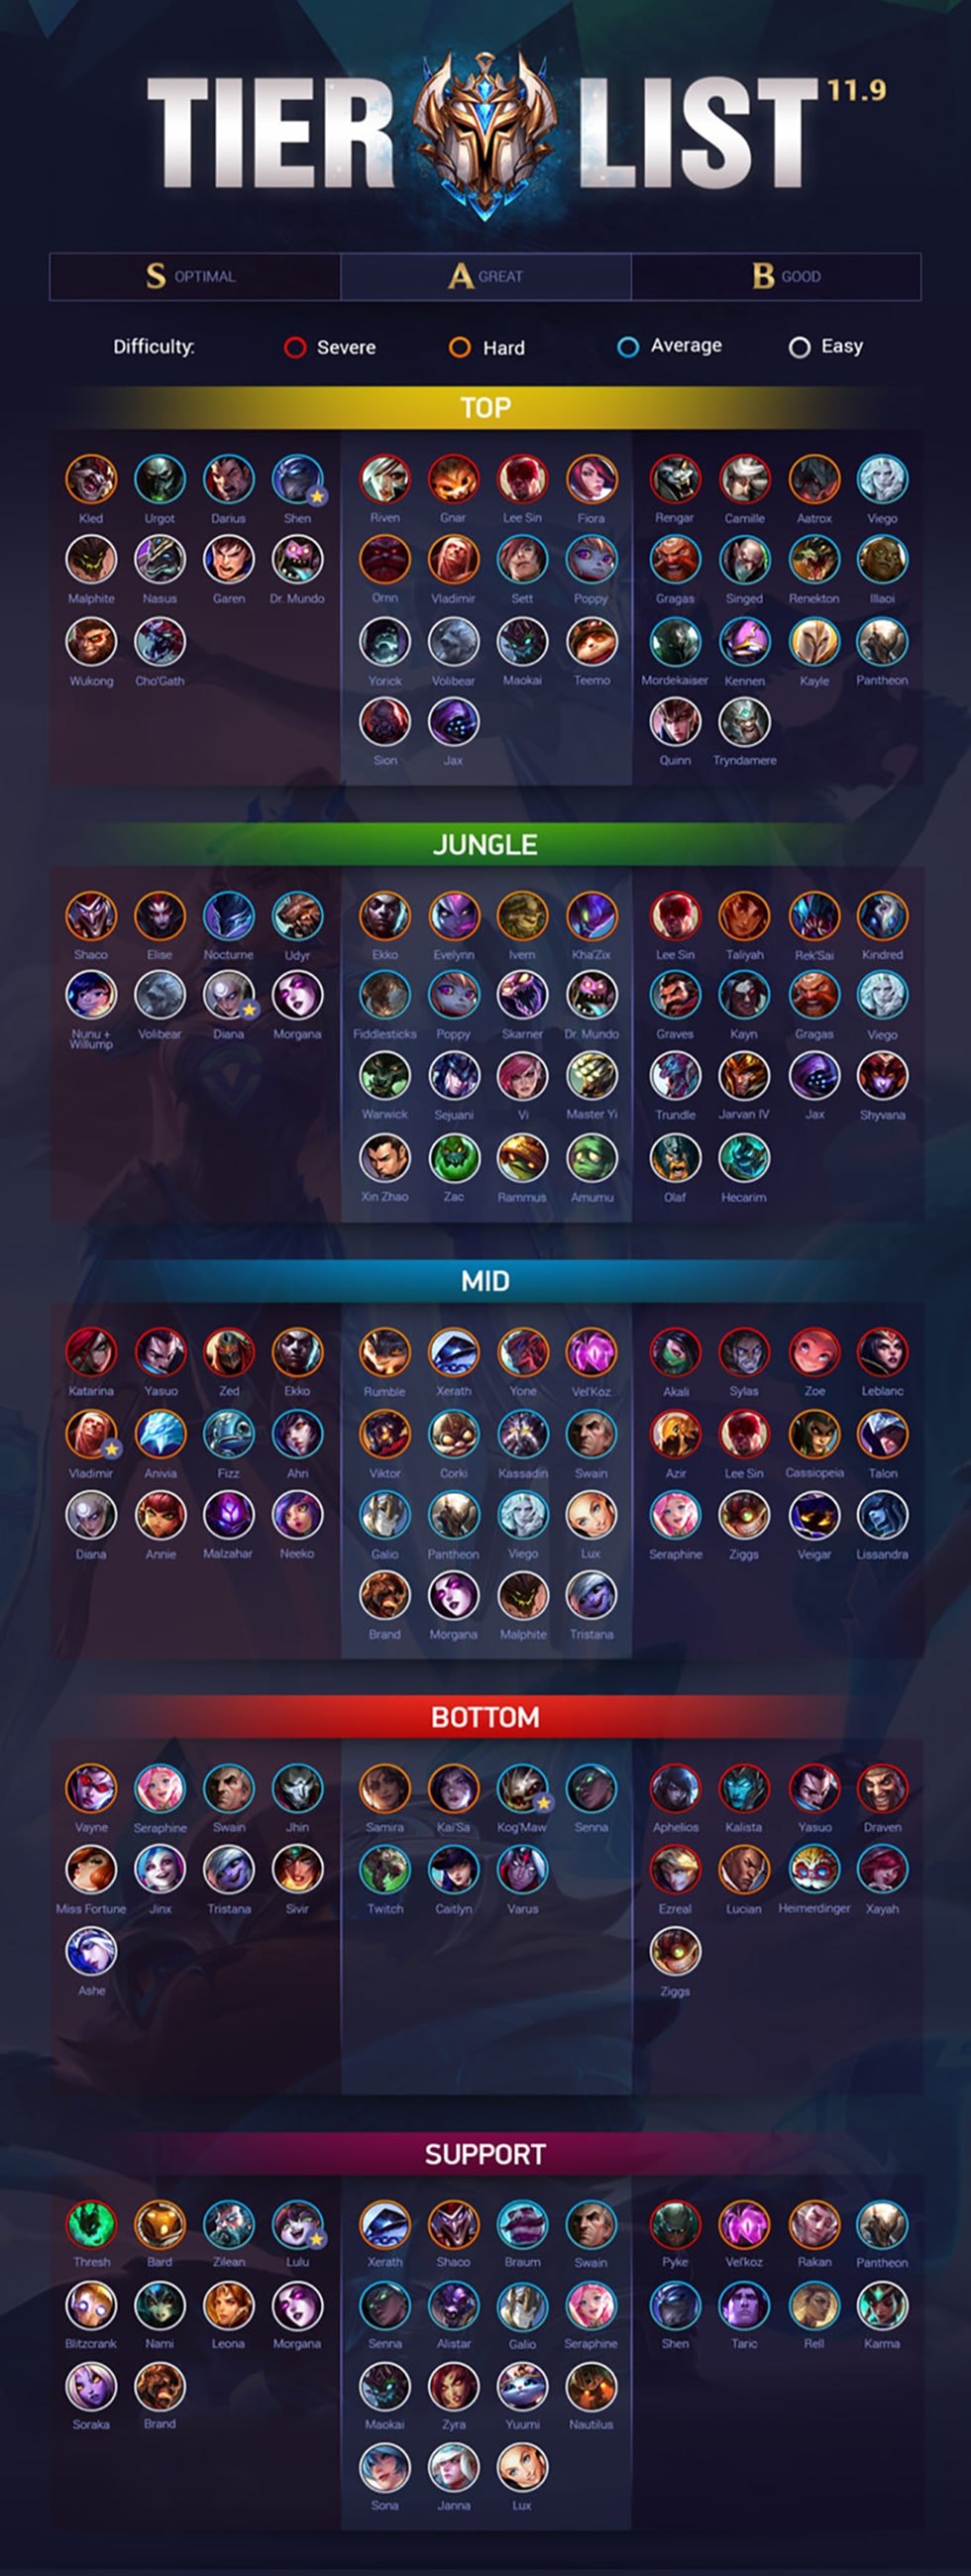 TIER LIST 11.9
S OPTIMAL A GREAT B GOOD
Difficulty: Severe Hard Average Easy
TOP
Kled Urgot Darius Shen Riven Gnar Lee Sin Fiora Rengar Camille Aatrox Viego
Malphite Nasus Garen Dr. Mundo Ornn Vladimir Sett Poppy Gragas Singed Renekton Illaoi
Wukong Cho'Gath Yorick Volibear Maokai Teemo Mordekaiser Kennen Kayle Pantheon
Sion Jax Quinn Tryndamere
JUNGLE
Shaco Elise Nocturne Udyr Ekko Evelynn Ivern Kha'Zix Lee Sin Taliyah Rek'Sai Kindred
Nunu + Willump Volibear Diana Morgana Fiddlesticks Poppy Skarner Dr. Mundo Graves Kayn Gragas Viego
Warwick Sejuani Vi Master Yi Trundle Jarvan IV Jax Shyvana
Xin Zhao Zac Rammus Amumu Olaf Hecarim
MID
Katarina Yasuo Zed Ekko Rumble Xerath Yone Vel'Koz Akali Sylas Zoe Leblanc
Vladimir Anivia Fizz Ahri Viktor Corki Kassadin Swain Azir Lee Sin Cassiopeia Talon
Diana Annie Malzahar Neeko Galio Pantheon Viego Lux Seraphine Ziggs Veigar Lissandra
Brand Morgana Malphite Tristana
BOTTOM
Vayne Seraphine Swain Jhin Samira Kai'Sa Kog'Maw Senna Aphelios Kalista Yasuo Draven
Miss Fortune Jinx Tristana Sivir Twitch Caitlyn Varus Ezreal Lucian Heimerdinger Xayah
Ashe Ziggs
SUPPORT
Thresh Bard Zilean Lulu Xerath Shaco Braum Swain Pyke Vel'koz Rakan Pantheon
Blitzcrank Nami Leona Morgana Senna Alistar Galio Seraphine Shen Taric Rell Karma
Soraka Brand Maokai Zyra Yuumi Nautilus
Sona Janna Lux